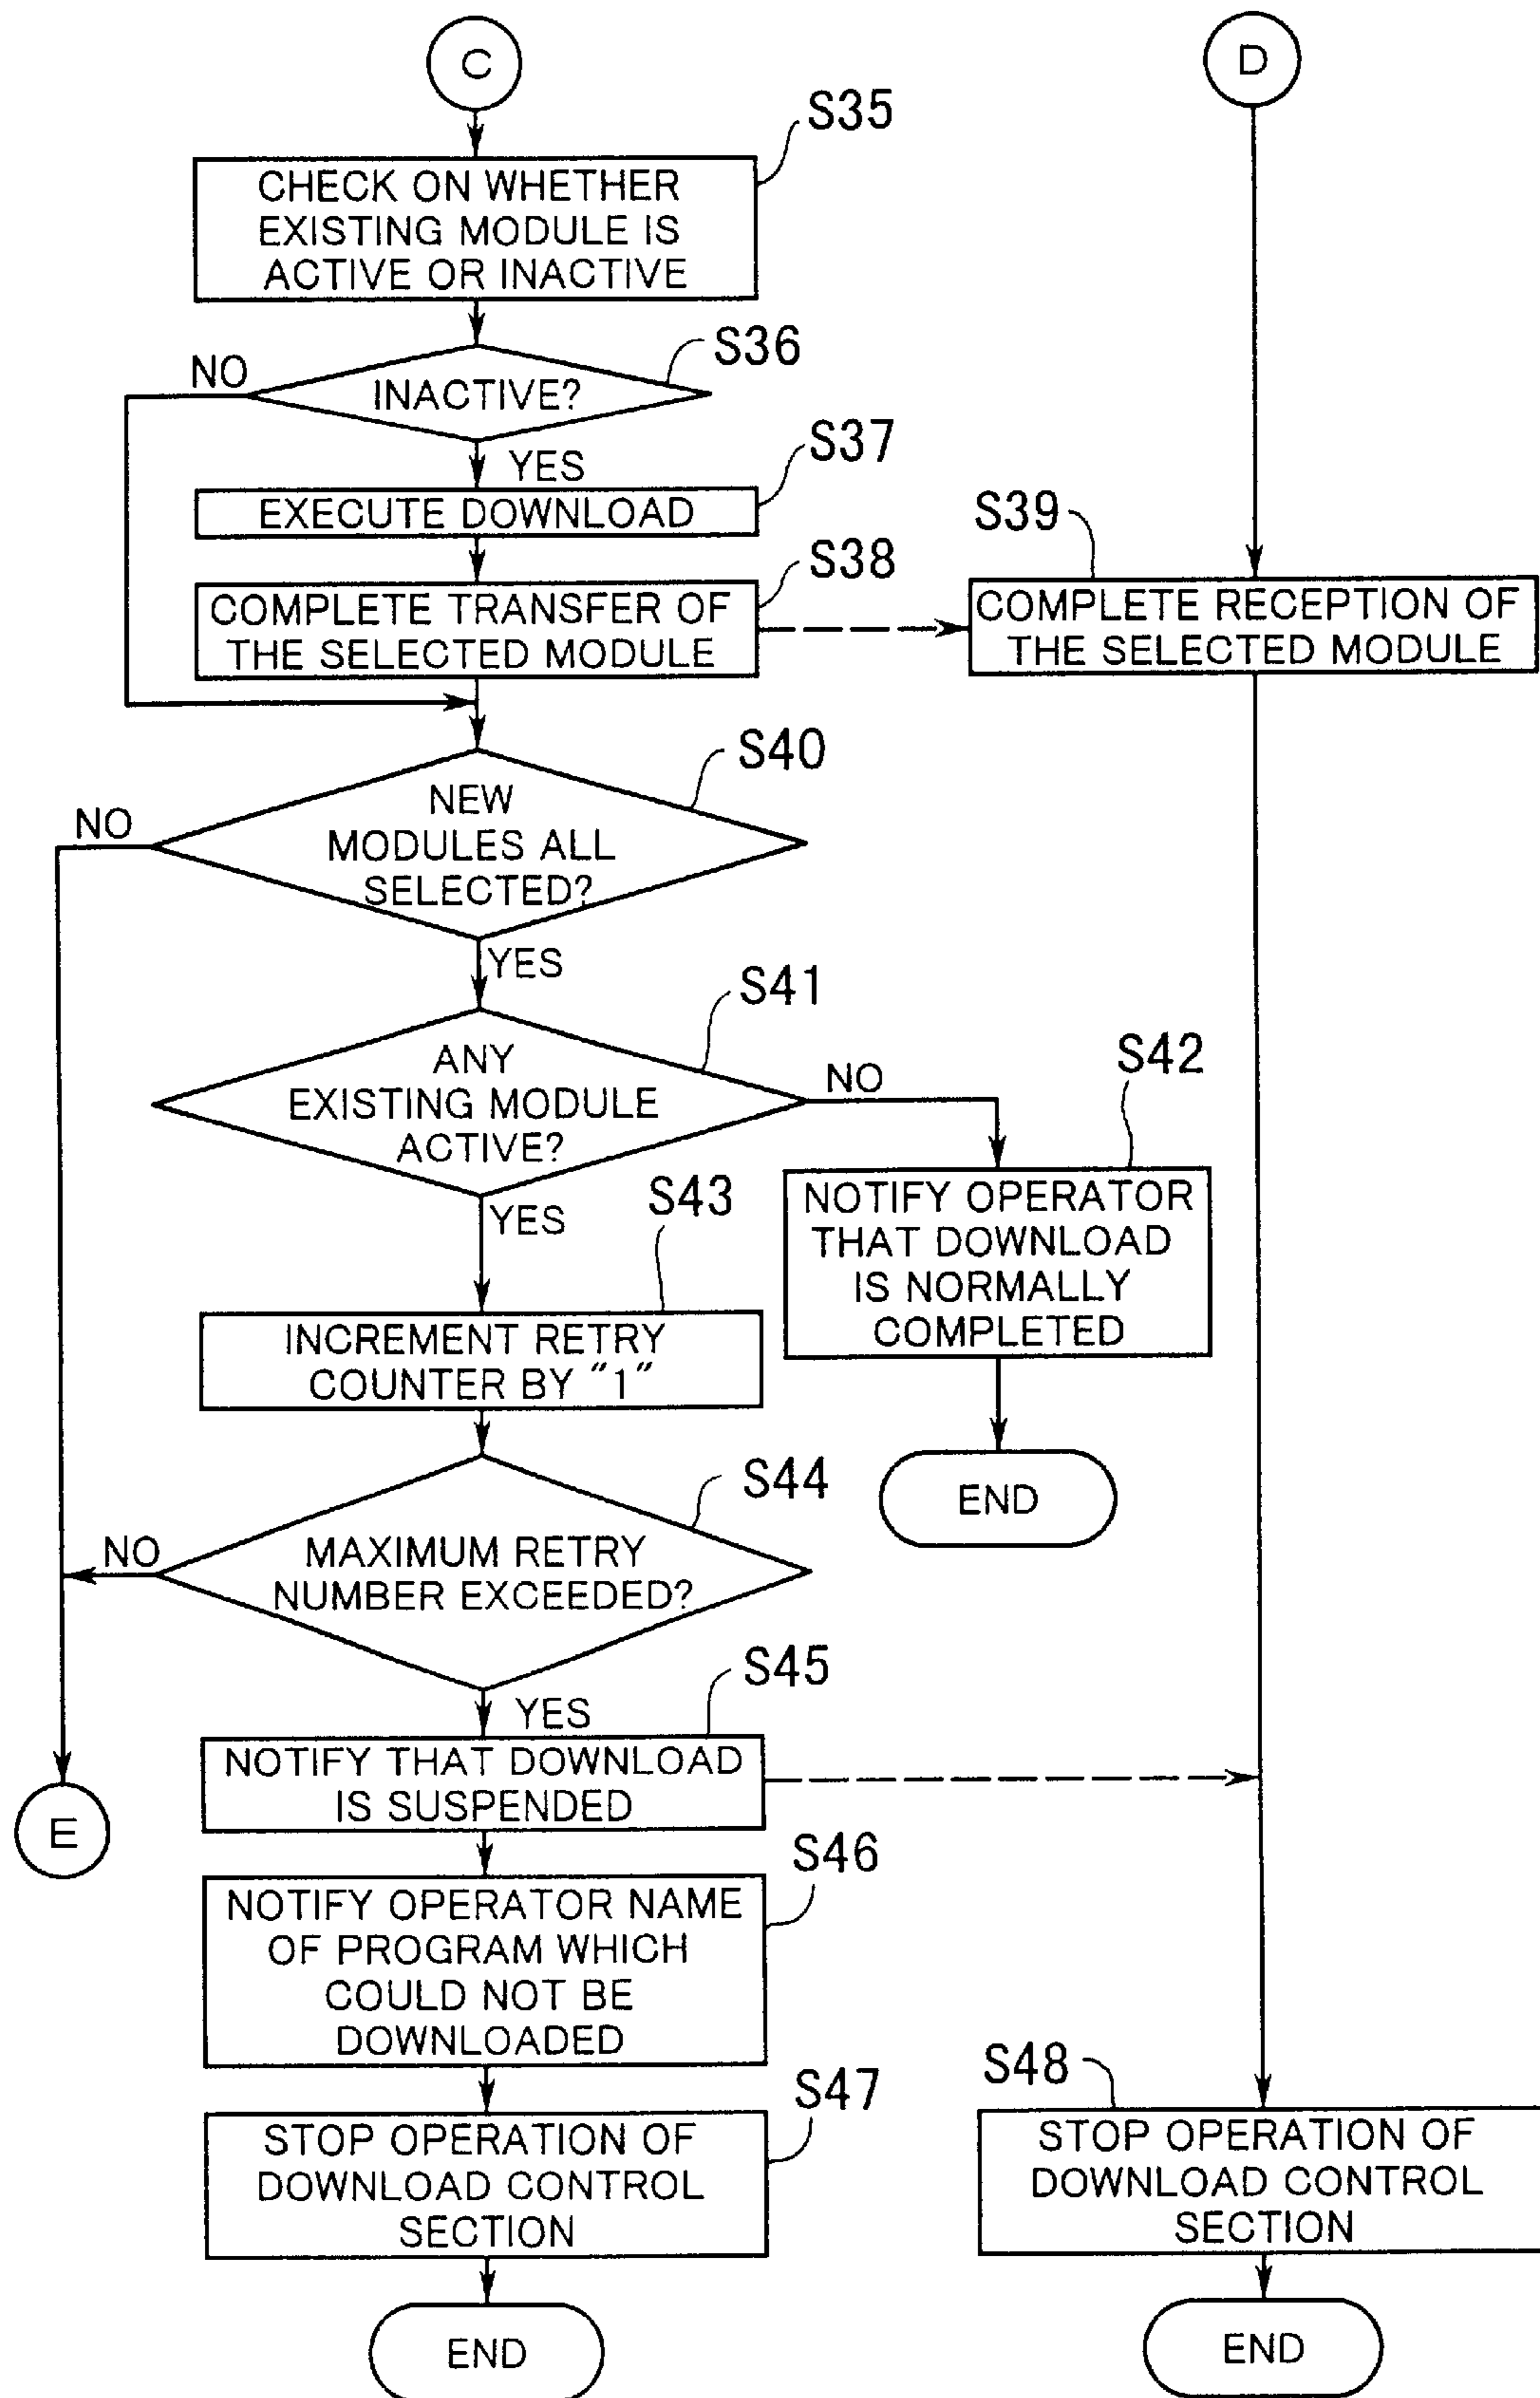 C
D
S35
CHECK ON WHETHER
EXISTING MODULE IS
ACTIVE OR INACTIVE
S36
NO
INACTIVE?
YES
S37
EXECUTE DOWNLOAD
S38
COMPLETE TRANSFER OF
THE SELECTED MODULE
S39
COMPLETE RECEPTION OF
THE SELECTED MODULE
S40
NO
NEW
MODULES ALL
SELECTED?
YES
S41
ANY
EXISTING MODULE
ACTIVE?
NO
S42
NOTIFY OPERATOR
THAT DOWNLOAD
IS NORMALLY
COMPLETED
END
YES
S43
INCREMENT RETRY
COUNTER BY "1"
S44
NO
MAXIMUM RETRY
NUMBER EXCEEDED?
YES
S45
NOTIFY THAT DOWNLOAD
IS SUSPENDED
E
S46
NOTIFY OPERATOR NAME
OF PROGRAM WHICH
COULD NOT BE
DOWNLOADED
S47
STOP OPERATION OF
DOWNLOAD CONTROL
SECTION
END
S48
STOP OPERATION OF
DOWNLOAD CONTROL
SECTION
END